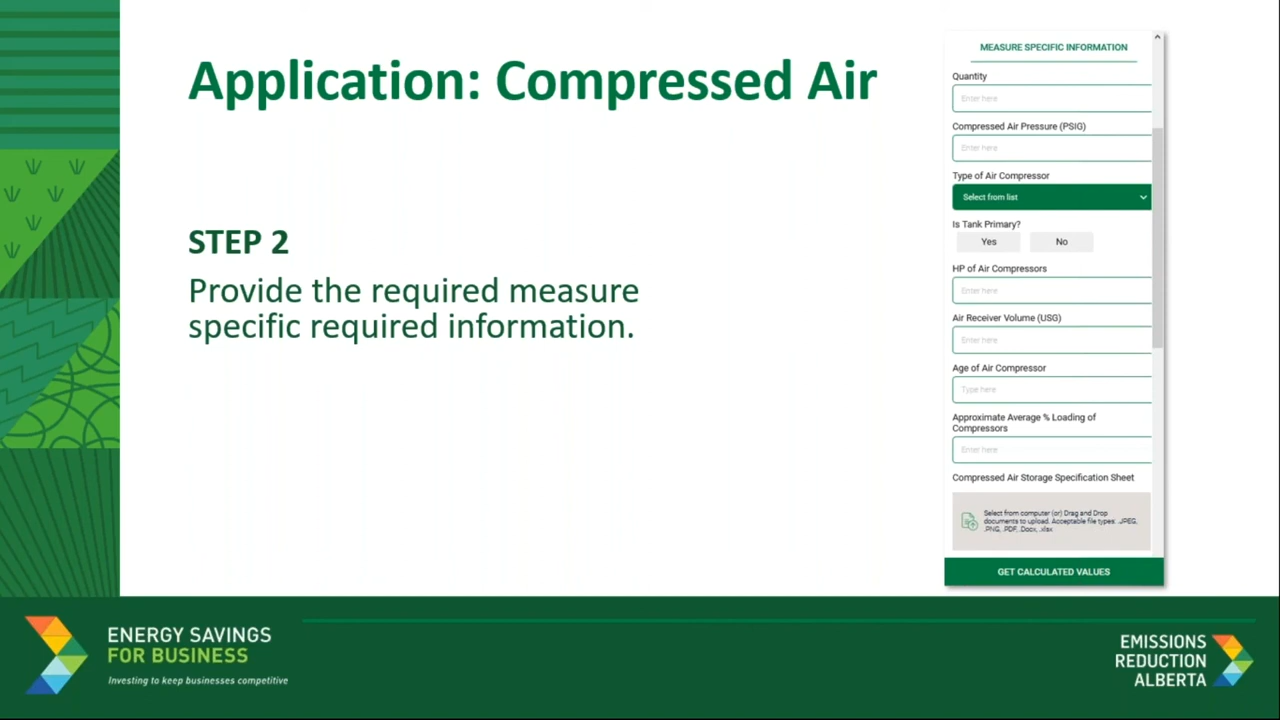 Application: Compressed Air
STEP 2
Provide the required measure
specific required information.
MEASURE SPECIFIC INFORMATION
Quantity
Enter here
Compressed Air Pressure (PSIG)
Enter here
Type of Air Compressor
Select from list
Is Tank Primary?
Yes No
HP of Air Compressors
Enter here
Air Receiver Volume (USG)
Enter here
Age of Air Compressor
Type here
Approximate Average % Loading of
Compressors
Enter here
Compressed Air Storage Specification Sheet
Select from computer (or) Drag and Drop
documents to upload. Acceptable file types: .JPEG,
.PNG, .PDF, .Docx, .xlsx
GET CALCULATED VALUES
ENERGY SAVINGS
FOR BUSINESS
Investing to keep businesses competitive
EMISSIONS
REDUCTION
ALBERTA